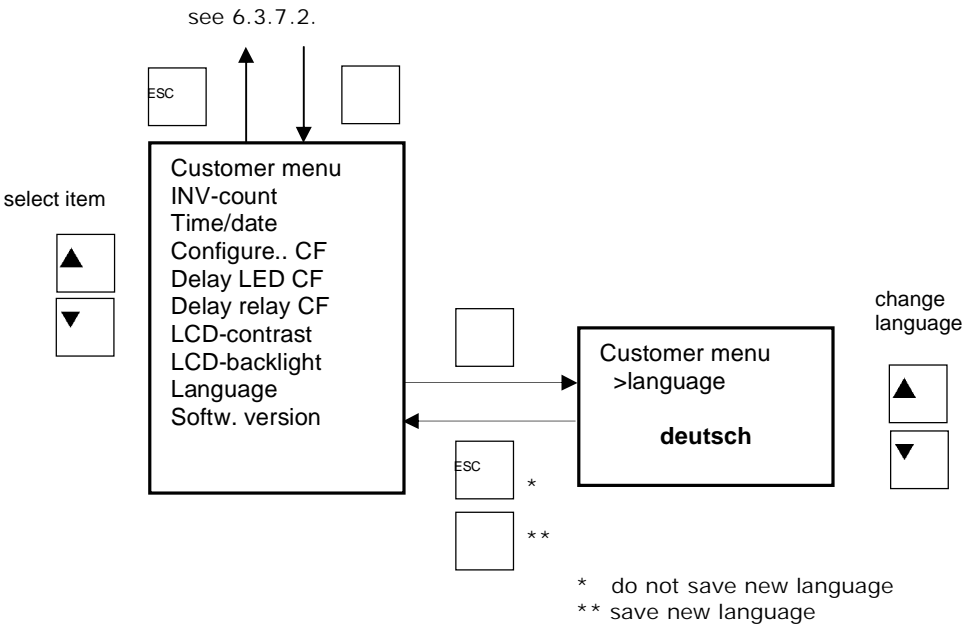 see 6.3.7.2.
ESC
select item
Customer menu
INV-count
Time/date
Configure.. CF
Delay LED CF
Delay relay CF
LCD-contrast
LCD-backlight
Language
Softw. version
Customer menu
>language
deutsch
change
language
ESC
*
**
* do not save new language
** save new language